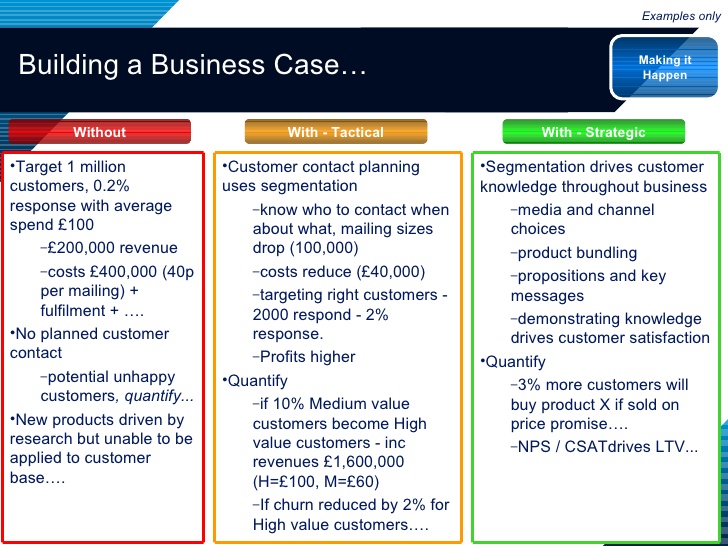 Examples only
Building a Business Case…
Making it
Happen
Without
•Target 1 million
customers, 0.2%
response with average
spend £100
–£200,000 revenue
–costs £400,000 (40p
per mailing) +
fulfilment + ….
•No planned customer
contact
–potential unhappy
customers, quantify...
•New products driven by
research but unable to be
applied to customer
base….
With - Tactical
•Customer contact planning
uses segmentation
–know who to contact when
about what, mailing sizes
drop (100,000)
–costs reduce (£40,000)
–targeting right customers -
2000 respond - 2%
response.
–Profits higher
•Quantify
–if 10% Medium value
customers become High
value customers - inc
revenues £1,600,000
(H=£100, M=£60)
–If churn reduced by 2% for
High value customers….
With - Strategic
•Segmentation drives customer
knowledge throughout business
–media and channel
choices
–product bundling
–propositions and key
messages
–demonstrating knowledge
drives customer satisfaction
•Quantify
–3% more customers will
buy product X if sold on
price promise….
–NPS / CSATdrives LTV...